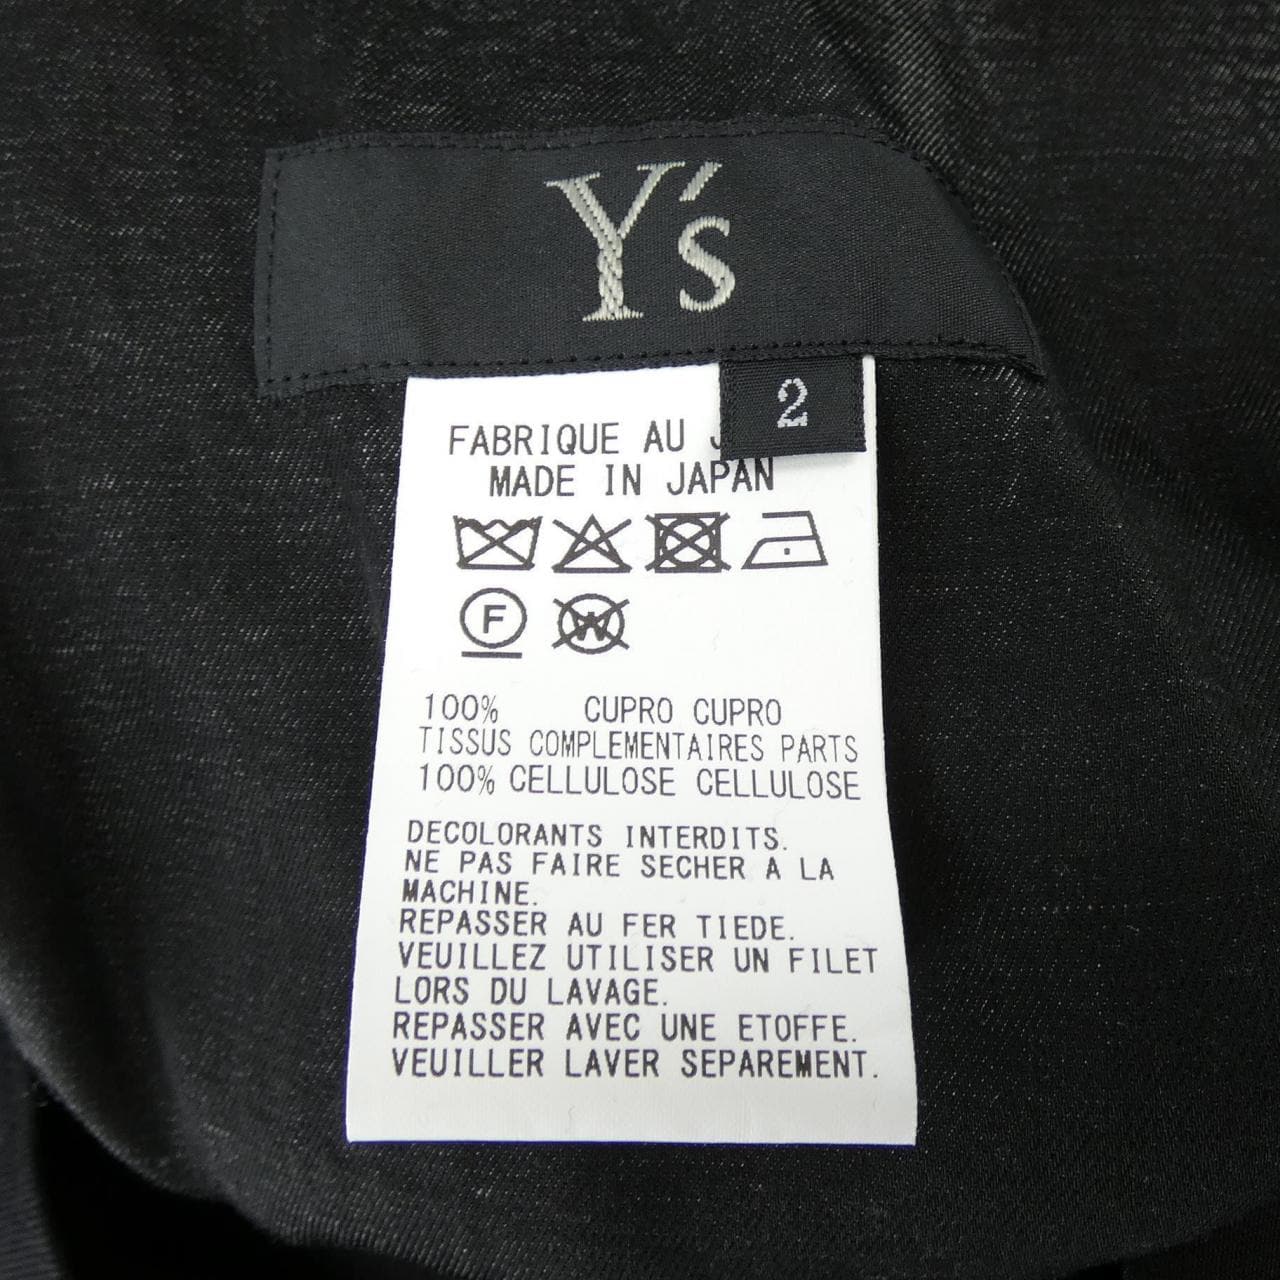 Y's
2
FABRIQUE AU
MADE IN JAPAN
F
W
100% CUPRO CUPRO
TISSUS COMPLEMENTAIRES PARTS
100% CELLULOSE CELLULOSE
DECOLORANTS INTERDITS.
NE PAS FAIRE SECHER A LA
MACHINE.
REPASSER AU FER TIEDE.
VEUILLEZ UTILISER UN FILET
LORS DU LAVAGE.
REPASSER AVEC UNE ETOFFE.
VEUILLER LAVER SEPAREMENT.